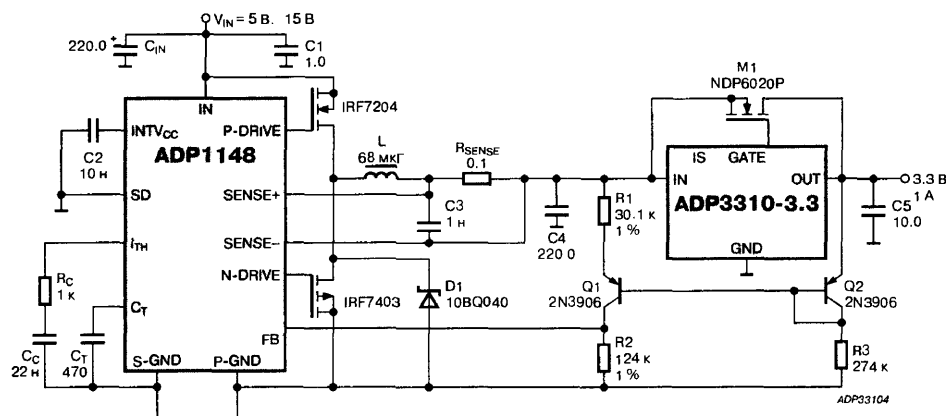 V_IN = 5 В. 15 В
220.0 +
C_IN
C1
1.0
M1
NDP6020P
IN
IRF7204
INTV_CC
P-DRIVE
ADP1148
C2
10 н
L
68 мкГ
R_SENSE
0.1
IS GATE
IN
OUT
ADP3310-3.3
GND
3.3 В
1 А
SD
SENSE+
C3
1 н
C4
220 0
R1
30.1 к
1 %
C5
10.0
I_TH
SENSE–
R_C
1 к
N-DRIVE
IRF7403
D1
10BQ040
Q1
2N3906
Q2
2N3906
C_T
FB
C_C
22 н
C_T
470
S-GND
P-GND
R2
124 к
1 %
R3
274 к
ADP33104